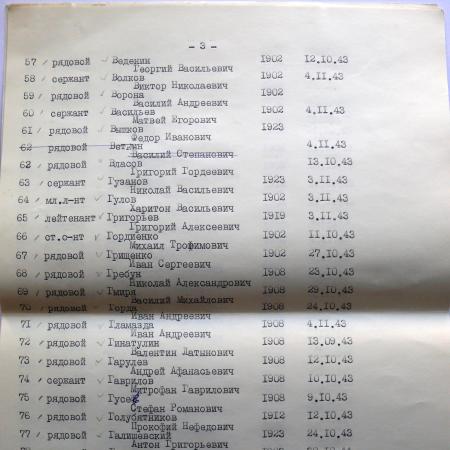 - 3 -
57 / рядовой Веденин 1902 12.10.43
Георгий Васильевич
58 / сержант Волков 1902 4.11.43
Виктор Николаевич
59 / рядовой Ворона 1902
Василий Андреевич
60 / сержант Васильев 1902 4.11.43
Матвей Егорович
61 / рядовой Вышков 1923
Федор Иванович
62 рядовой 4.11.43
Василий Степанович
62 / рядовой Власов 13.10.43
Григорий Гордеевич
63 / сержант Гузанов 1923 3.11.43
Николай Васильевич
64 / мл.л-нт Гулов 1902 3.11.43
Харитон Васильевич
65 / лейтенант Григорьев 1919 3.11.43
Григорий Алексеевич
66 / ст.с-нт Гордиенко 1902 11.10.43
Михаил Трофимович
67 / рядовой Грищенко 1902 27.10.43
Иван Сергеевич
68 / рядовой Гребун 1908 23.10.43
Николай Александрович
69 / рядовой Гмиря 1908 29.10.43
Василий Михайлович
70 / рядовой Горда 1908 24.10.43
Иван Андреевич
71 / рядовой 1908 4.11.43
Иван Андреевич
72 / рядовой Гинатулин 1908 13.09.43
Валентин
73 / рядовой Гарулев 1908 12.10.43
Андрей Афанасьевич
74 / сержант Гаврилов 1908 10.10.43
Митрофан Гаврилович
75 / рядовой 1908 9.10.43
Стефан Романович
76 / рядовой Голубятников 1912 12.10.43
Прокофий Нефедович
77 / рядовой Галишевский 1923 24.10.43
Антон Григорьевич